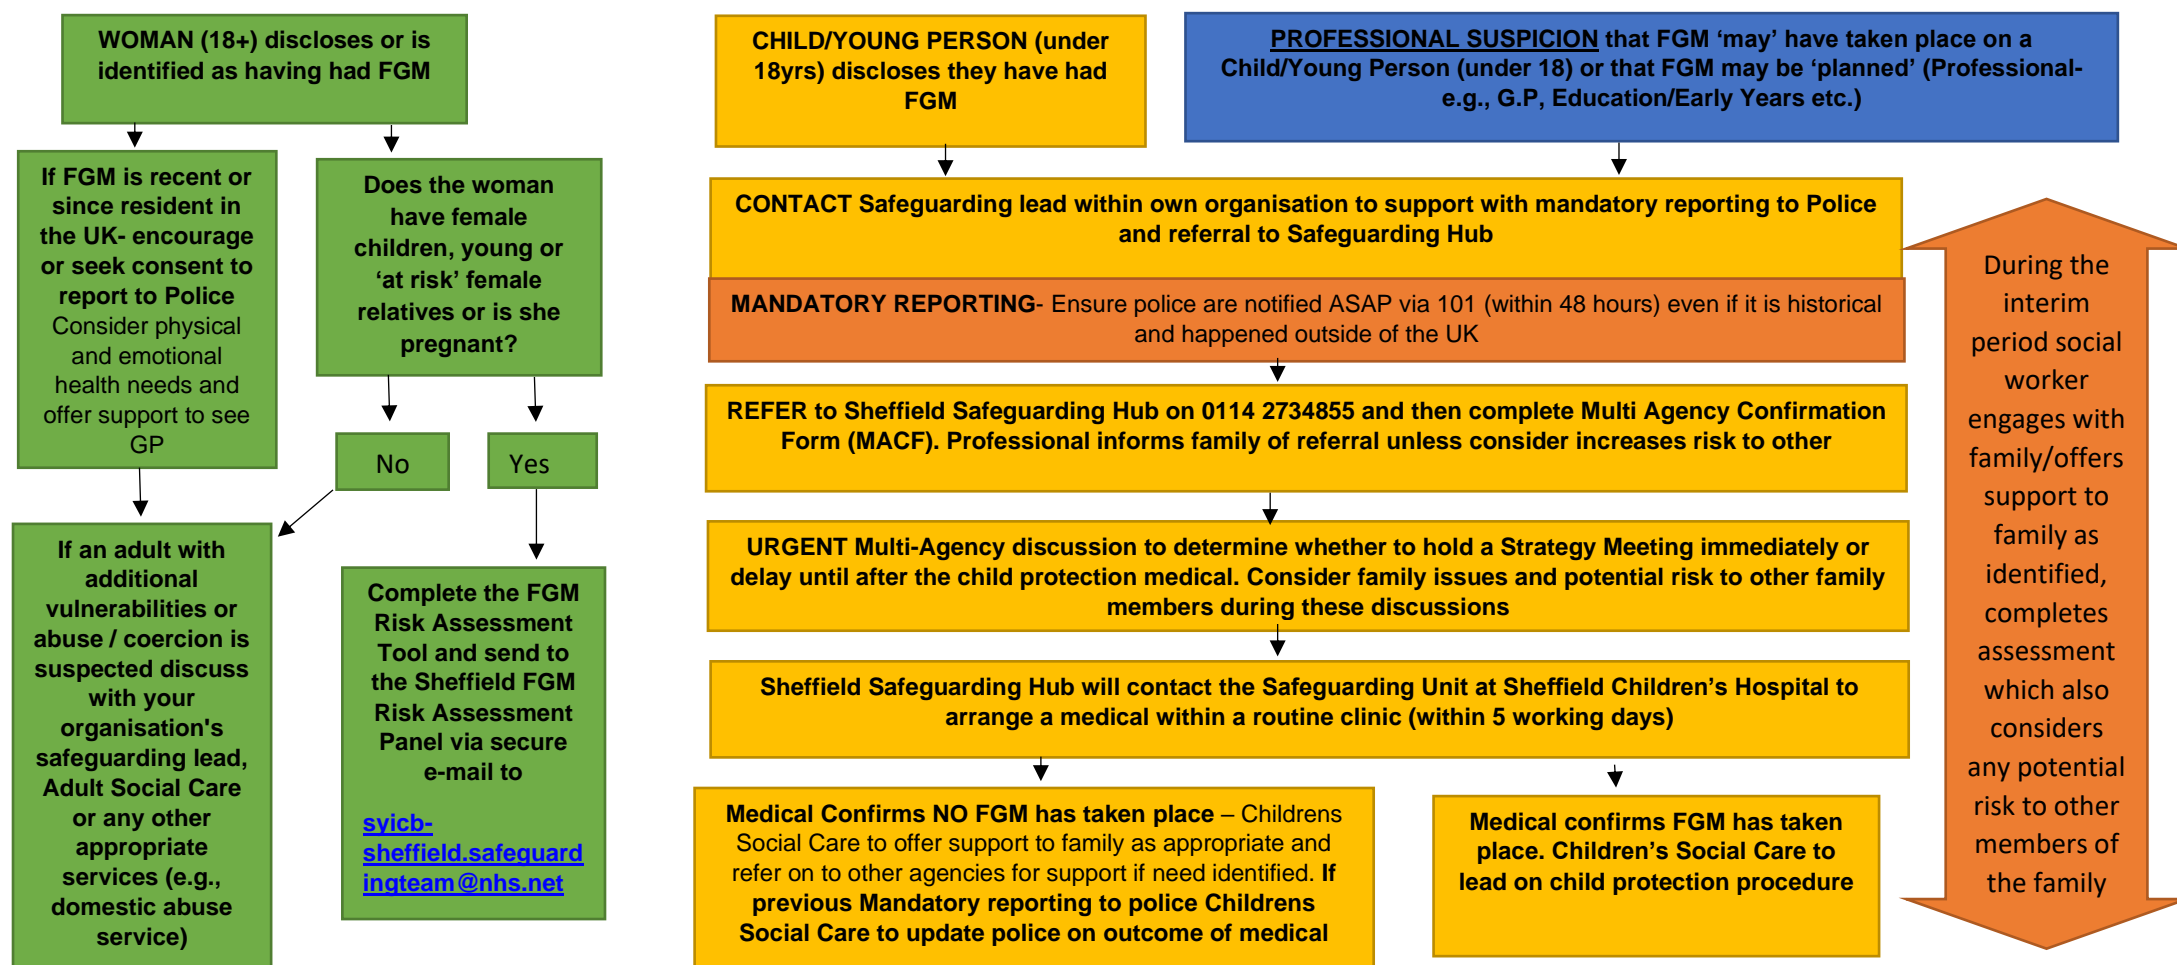 WOMAN (18+) discloses or is
identified as having had FGM
If FGM is recent or
since resident in
the UK- encourage
or seek consent to
report to Police
Consider physical
and emotional
health needs and
offer support to see
GP
Does the woman
have female
children, young or
‘at risk’ female
relatives or is she
pregnant?
No
Yes
If an adult with
additional
vulnerabilities or
abuse / coercion is
suspected discuss
with your
organisation's
safeguarding lead,
Adult Social Care
or any other
appropriate
services (e.g.,
domestic abuse
service)
Complete the FGM
Risk Assessment
Tool and send to
the Sheffield FGM
Risk Assessment
Panel via secure
e-mail to
syicb-
sheffield.safeguard
ingteam@nhs.net
CHILD/YOUNG PERSON (under
18yrs) discloses they have had
FGM
PROFESSIONAL SUSPICION that FGM ‘may’ have taken place on a
Child/Young Person (under 18) or that FGM may be ‘planned’ (Professional-
e.g., G.P, Education/Early Years etc.)
CONTACT Safeguarding lead within own organisation to support with mandatory reporting to Police
and referral to Safeguarding Hub
MANDATORY REPORTING- Ensure police are notified ASAP via 101 (within 48 hours) even if it is historical
and happened outside of the UK
REFER to Sheffield Safeguarding Hub on 0114 2734855 and then complete Multi Agency Confirmation
Form (MACF). Professional informs family of referral unless consider increases risk to other
URGENT Multi-Agency discussion to determine whether to hold a Strategy Meeting immediately or
delay until after the child protection medical. Consider family issues and potential risk to other family
members during these discussions
Sheffield Safeguarding Hub will contact the Safeguarding Unit at Sheffield Children’s Hospital to
arrange a medical within a routine clinic (within 5 working days)
Medical Confirms NO FGM has taken place – Childrens
Social Care to offer support to family as appropriate and
refer on to other agencies for support if need identified. If
previous Mandatory reporting to police Childrens
Social Care to update police on outcome of medical
Medical confirms FGM has taken
place. Children’s Social Care to
lead on child protection procedure
During the
interim
period social
worker
engages with
family/offers
support to
family as
identified,
completes
assessment
which also
considers
any potential
risk to other
members of
the family